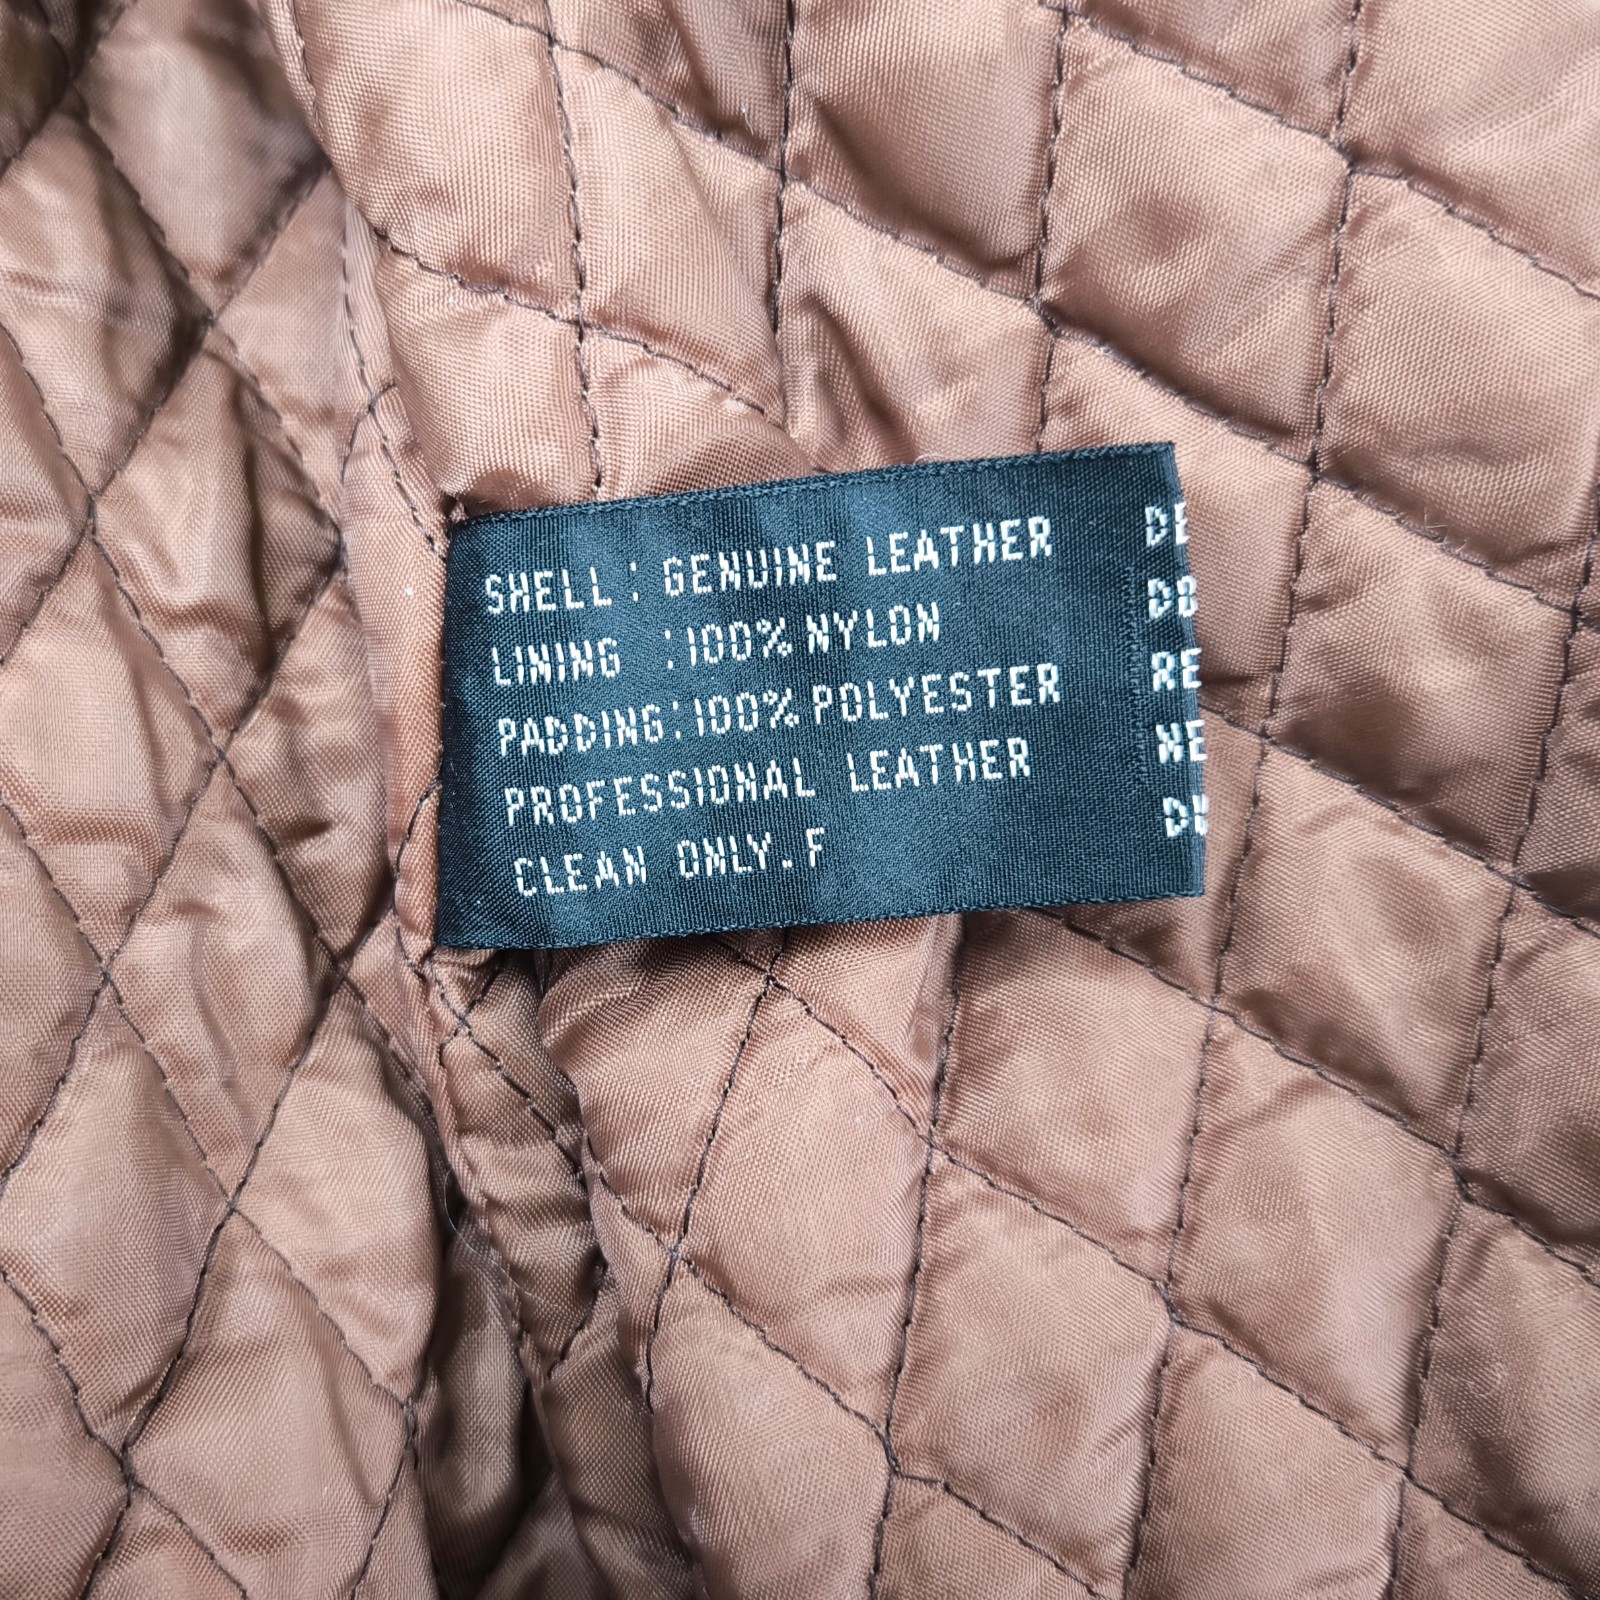 SHELL: GENUINE LEATHER
LINING :100% NYLON
PADDING:100% POLYESTER
PROFESSIONAL LEATHER
CLEAN ONLY.F